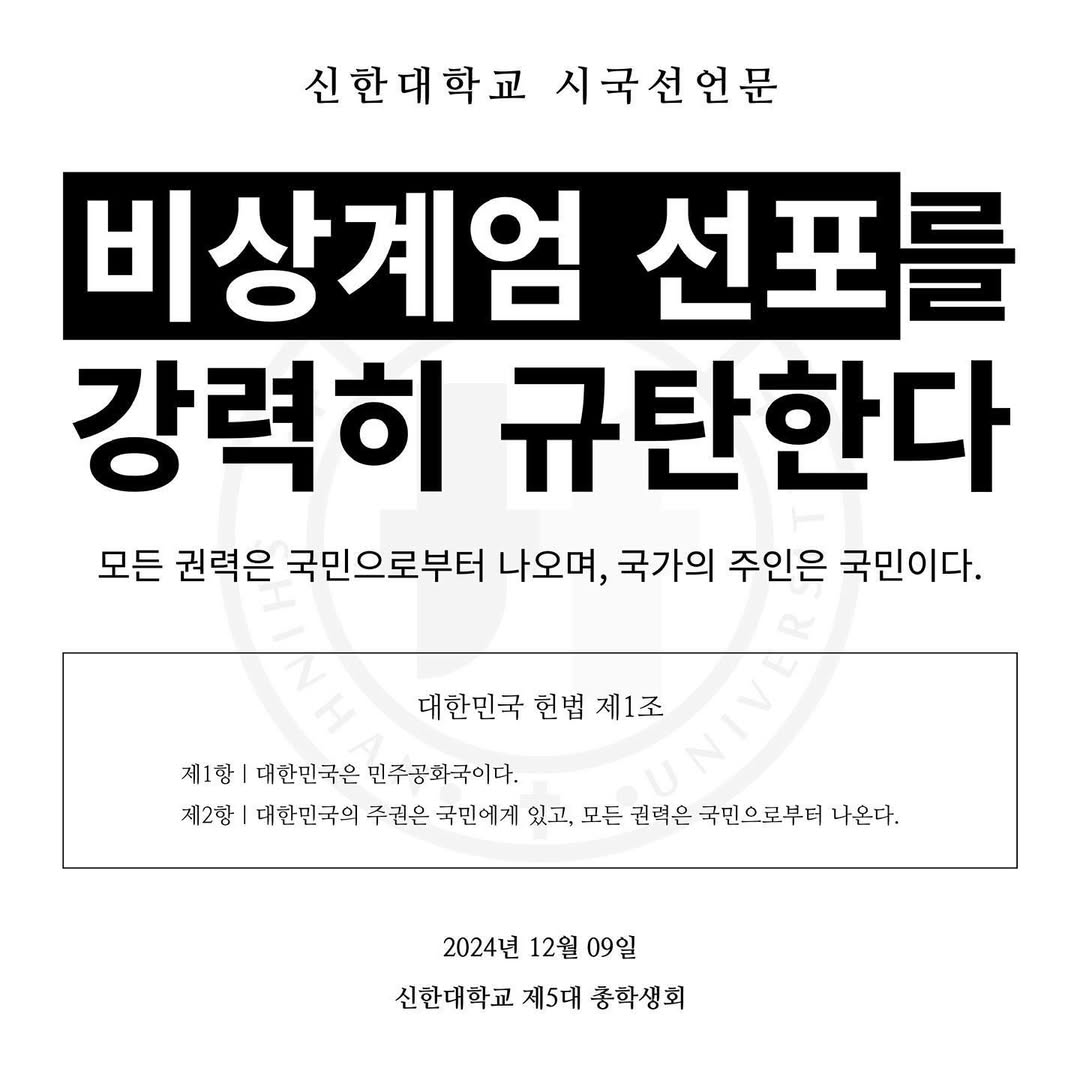 신한대학교 시국선언문
비상계엄 선포를
강력히 규탄한다
모든 권력은 국민으로부터 나오며, 국가의 주인은 국민이다.
대한민국 헌법 제1조
제1항 | 대한민국은 민주공화국이다.
제2항 | 대한민국의 주권은 국민에게 있고, 모든 권력은 국민으로부터 나온다.
SHINHAN UNIVERSITY
2024년 12월 09일
신한대학교 제5대 총학생회